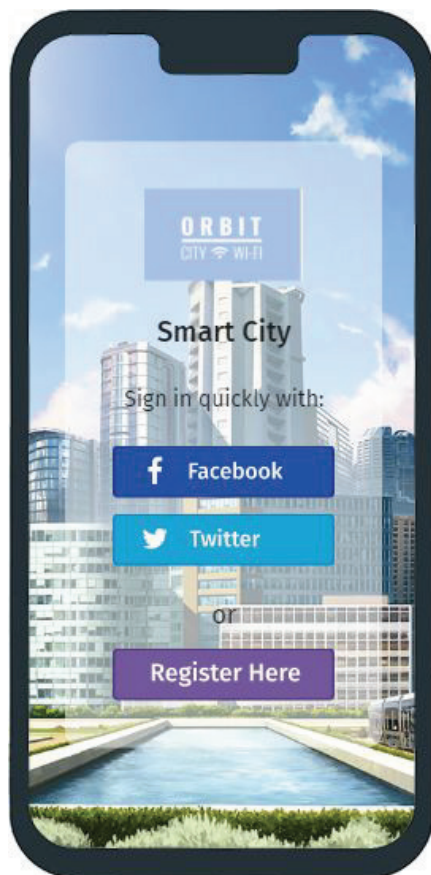 ORBIT
CITY WI-FI
Smart City
Sign in quickly with:
Facebook
Twitter
or
Register Here